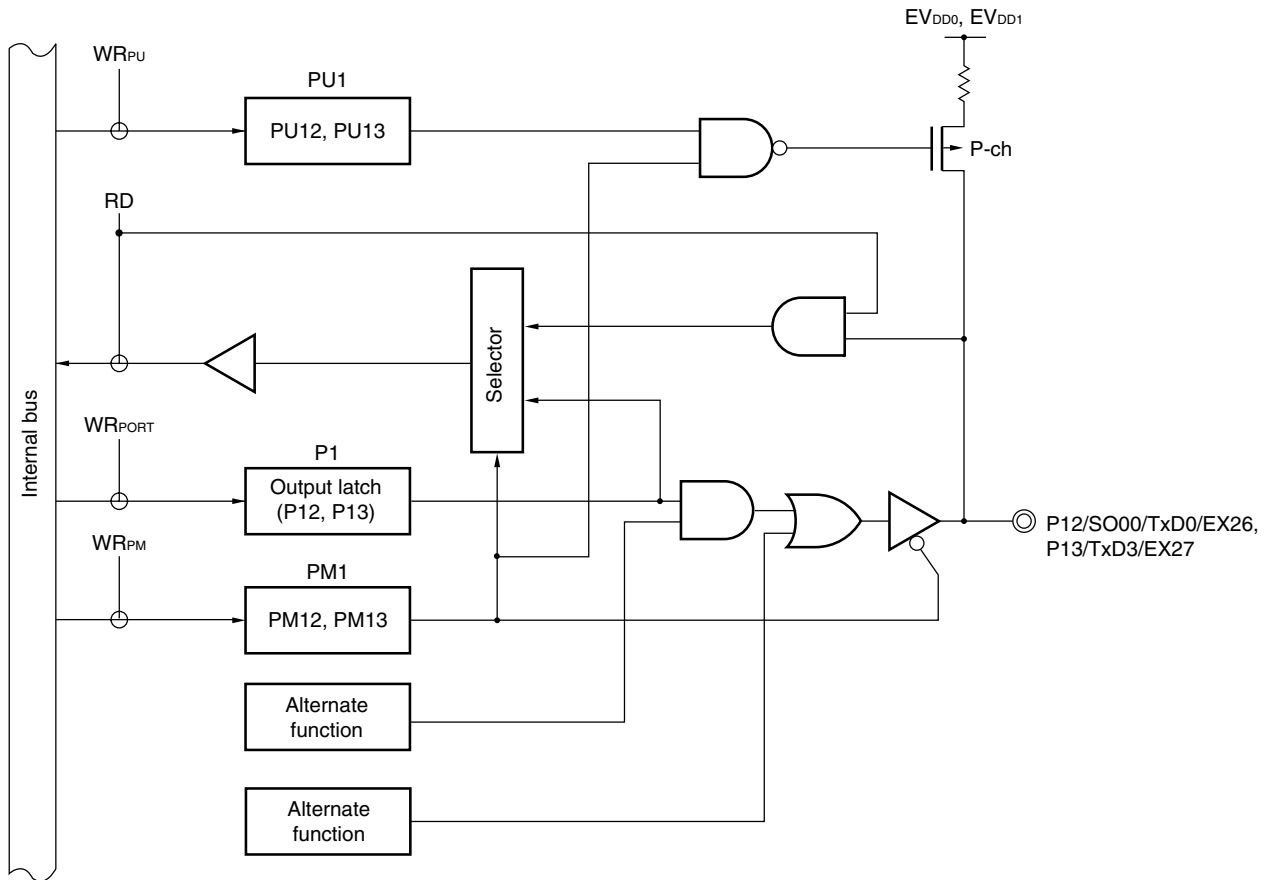 EVDD0, EVDD1
WRPU
PU1
PU12, PU13
P-ch
RD
Selector
Internal bus
WRPORT
P1
Output latch
(P12, P13)
WRPM
PM1
PM12, PM13
P12/SO00/TxD0/EX26,
P13/TxD3/EX27
Alternate
function
Alternate
function